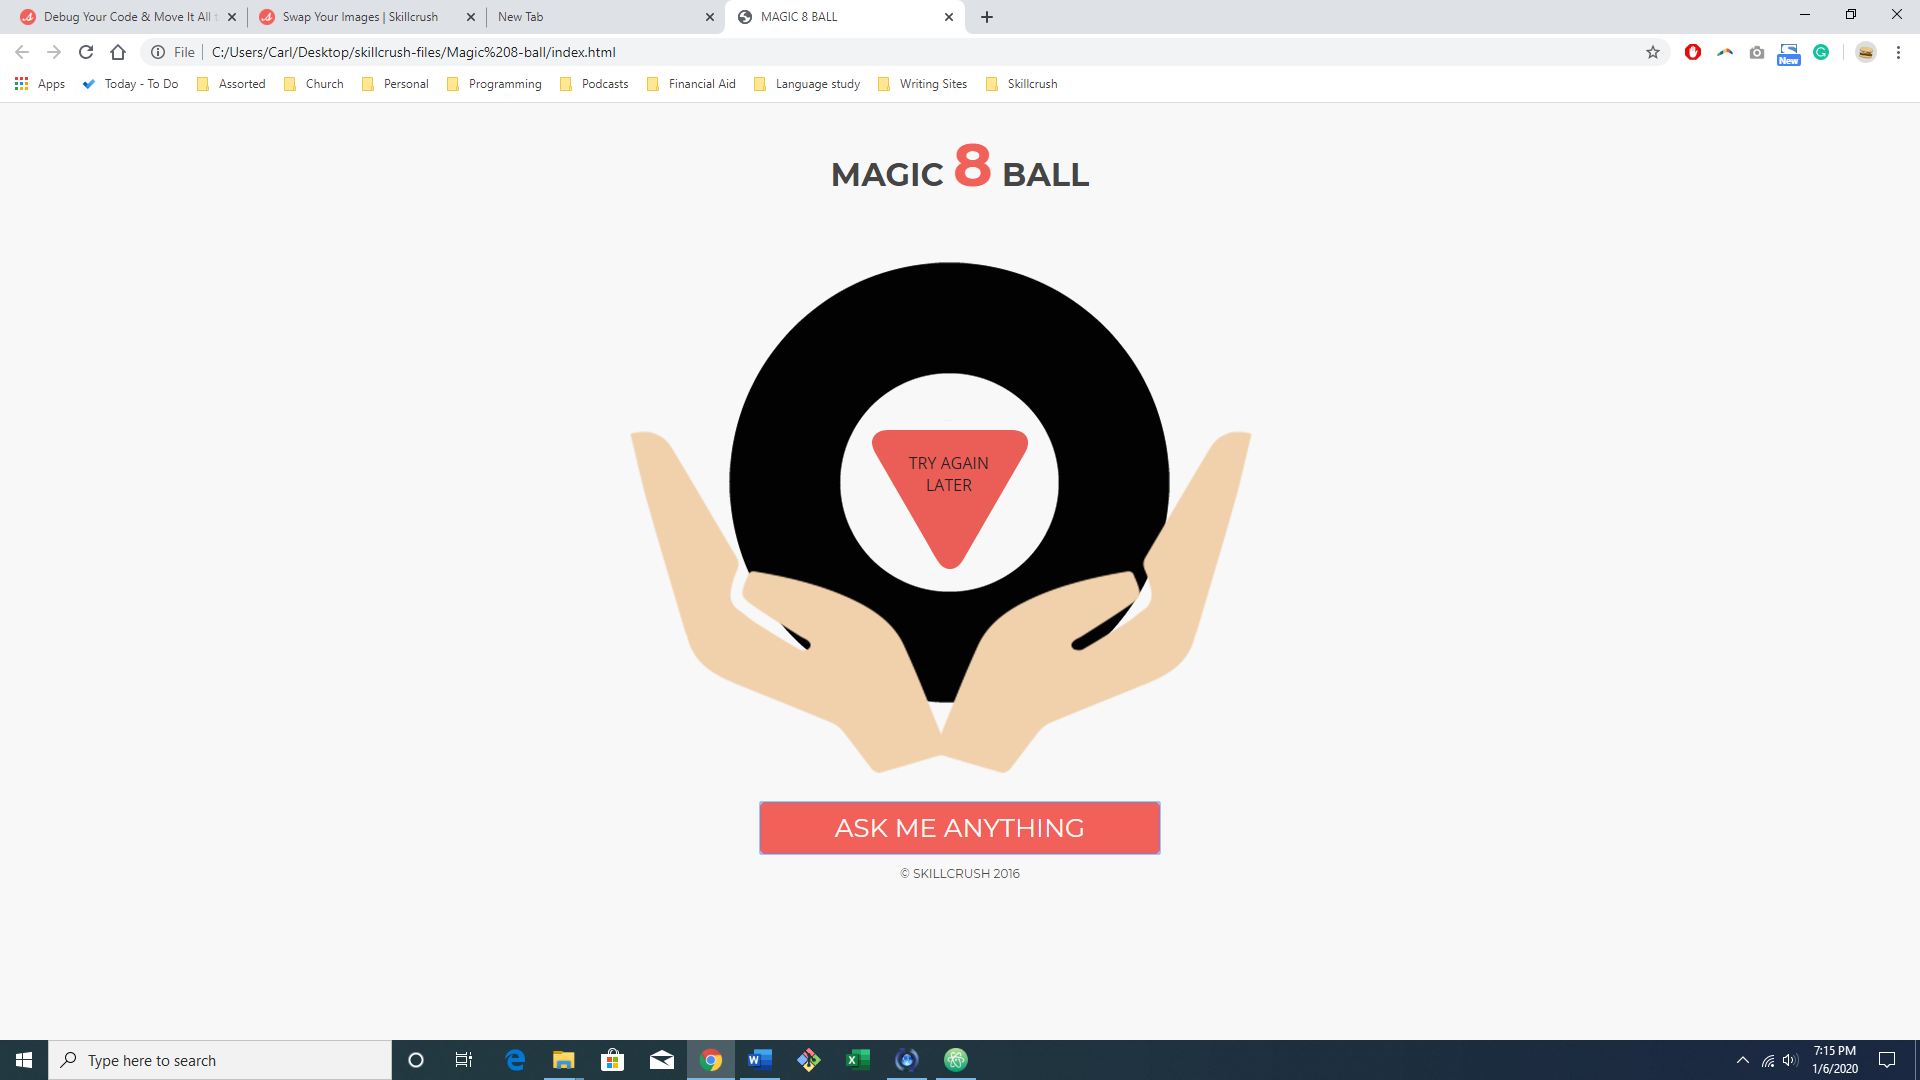 Debug Your Code & Move It All
Swap Your Images | Skillcrush
New Tab
MAGIC 8 BALL
File
C:/Users/Carl/Desktop/skillcrush-files/Magic%208-ball/index.html
New
Apps
Today - To Do
Assorted
Church
Personal
Programming
Podcasts
Financial Aid
Language study
Writing Sites
Skillcrush
MAGIC 8 BALL
TRY AGAIN
LATER
ASK ME ANYTHING
© SKILLCRUSH 2016
Type here to search
7:15 PM
1/6/2020